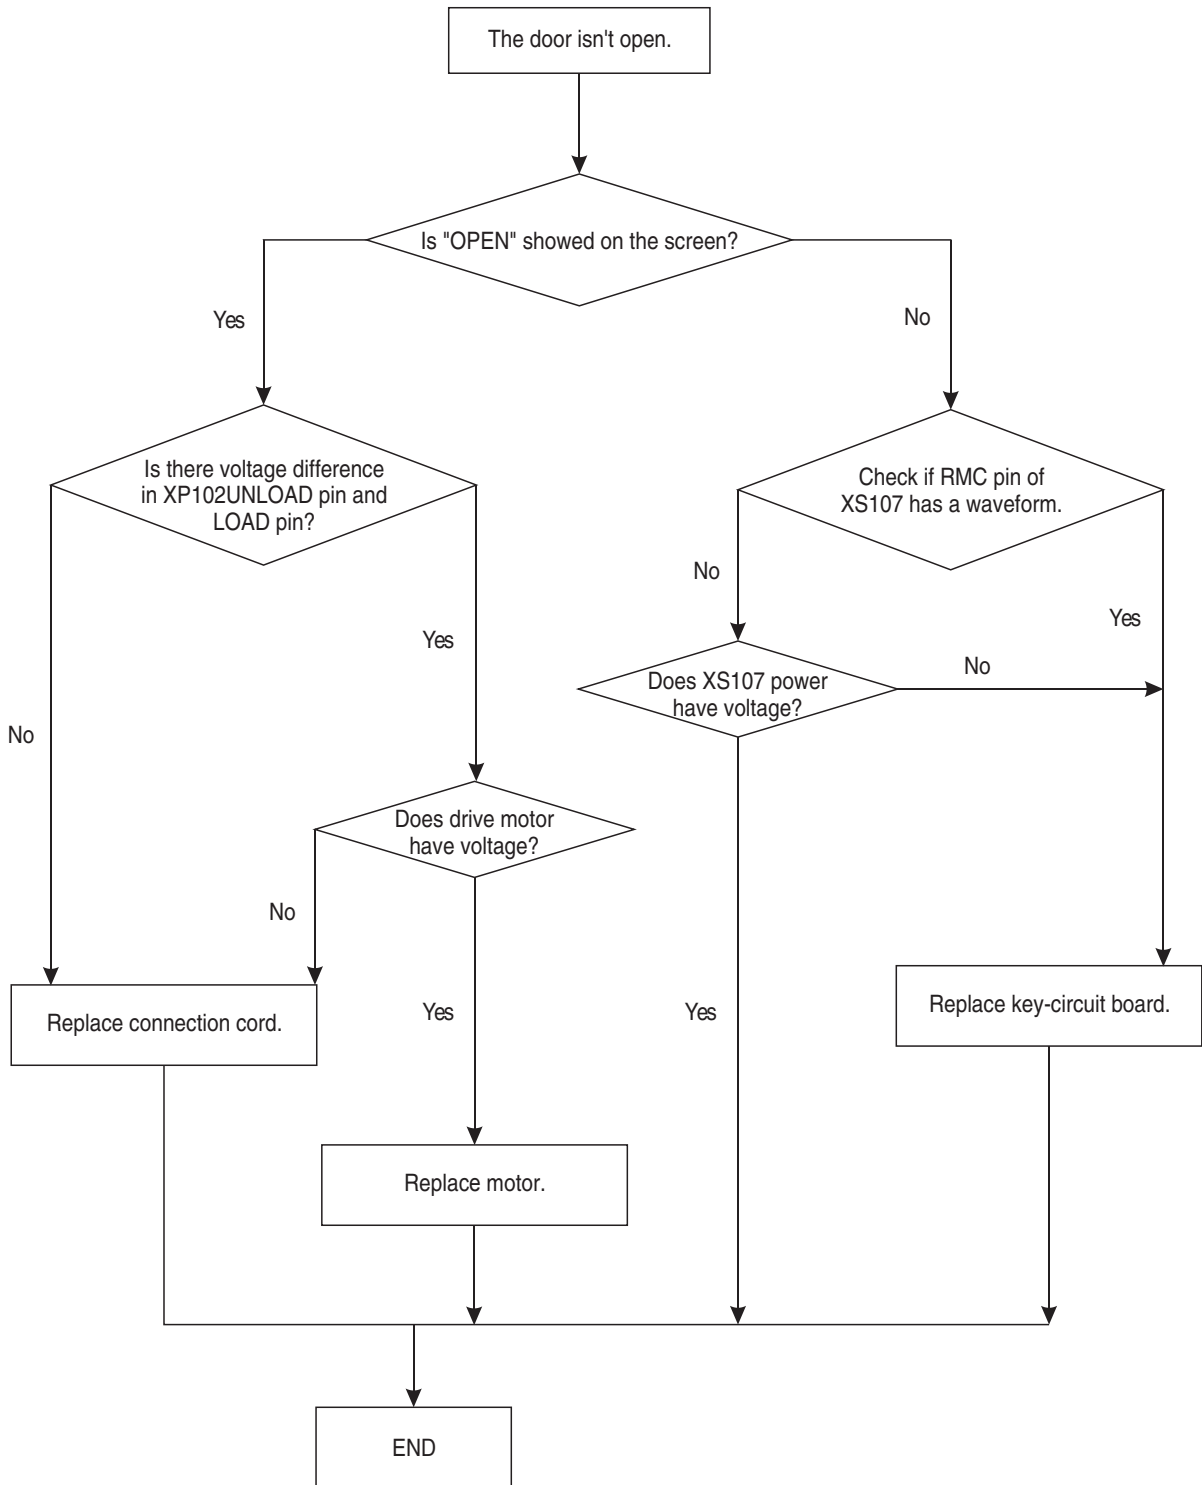 The door isn't open.
Is "OPEN" showed on the screen?
Yes
No
Is there voltage difference
in XP102UNLOAD pin and
LOAD pin?
Check if RMC pin of
XS107 has a waveform.
No
Yes
Yes
No
Does XS107 power
have voltage?
No
Does drive motor
have voltage?
No
Yes
Yes
Replace connection cord.
Replace key-circuit board.
Replace motor.
END